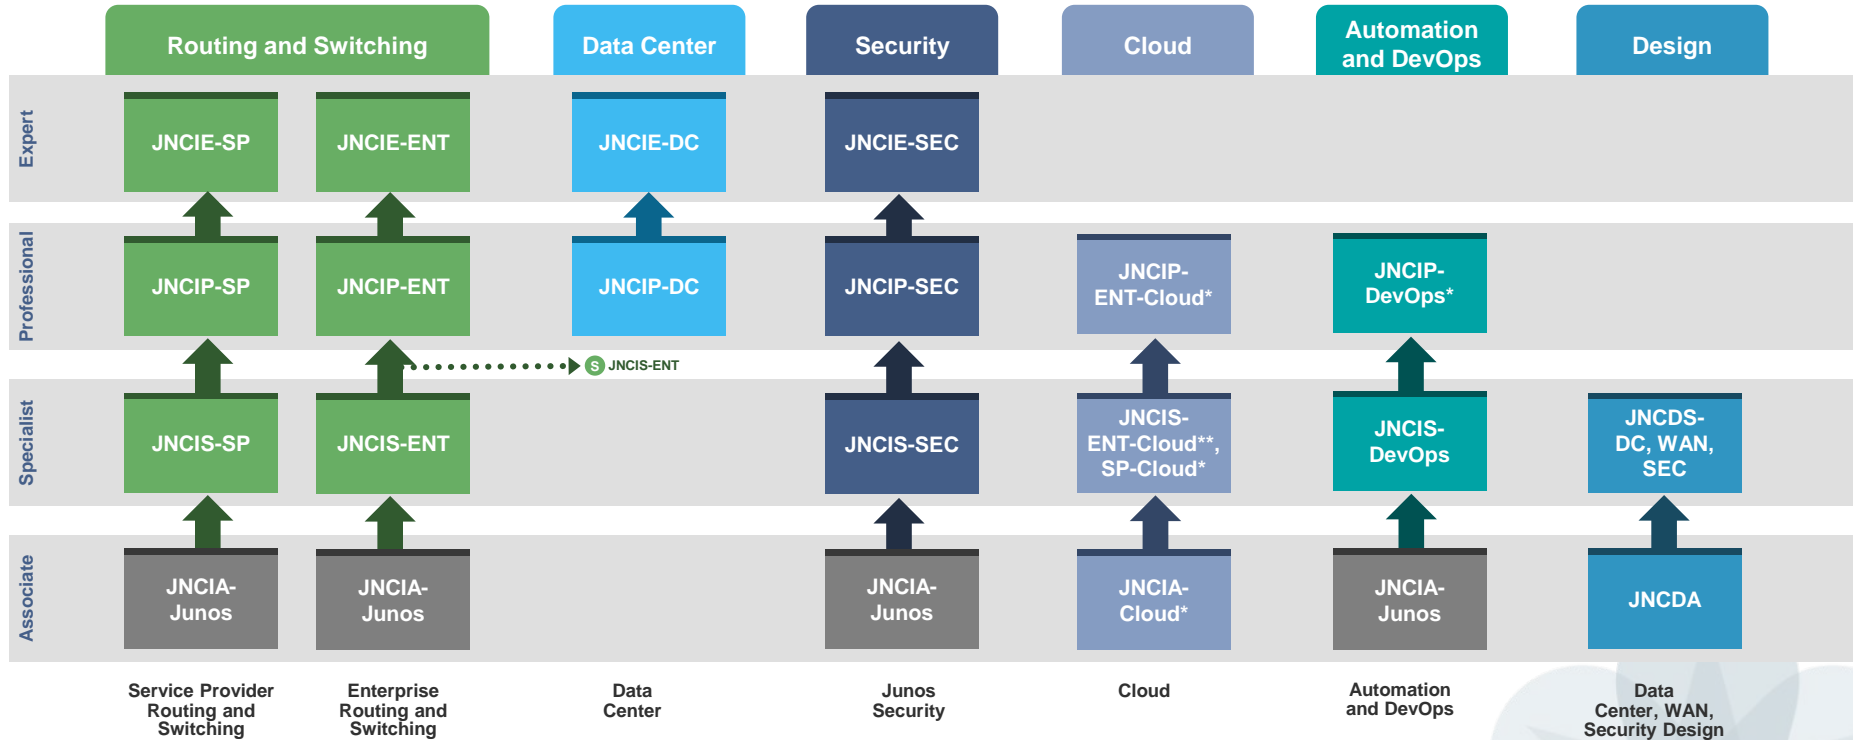 Routing and Switching
Data Center
Security
Cloud
Automation
and DevOps
Design
Expert
JNCIE-SP
JNCIE-ENT
JNCIE-DC
JNCIE-SEC
Professional
JNCIP-SP
JNCIP-ENT
JNCIP-DC
JNCIP-SEC
JNCIP-
ENT-Cloud*
JNCIP-
DevOps*
S JNCIS-ENT
Specialist
JNCIS-SP
JNCIS-ENT
JNCIS-SEC
JNCIS-
ENT-Cloud**,
SP-Cloud*
JNCIS-
DevOps
JNCDS-
DC, WAN,
SEC
Associate
JNCIA-
Junos
JNCIA-
Junos
JNCIA-
Junos
JNCIA-
Cloud*
JNCIA-
Junos
JNCDA
Service Provider
Routing and
Switching
Enterprise
Routing and
Switching
Data
Center
Junos
Security
Cloud
Automation
and DevOps
Data
Center, WAN,
Security Design